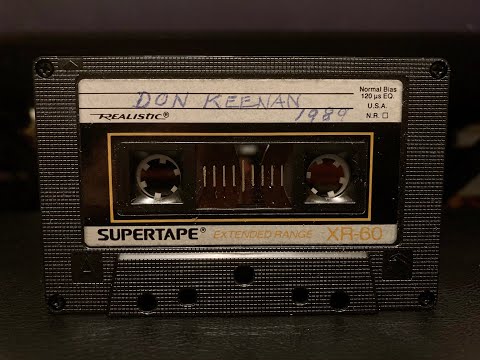 DON KEENAN
1989
REALISTIC®
Normal Bias
120 µs EQ.
U.S.A.
N.R. □
SUPERTAPE® EXTENDED RANGE XR-60
A